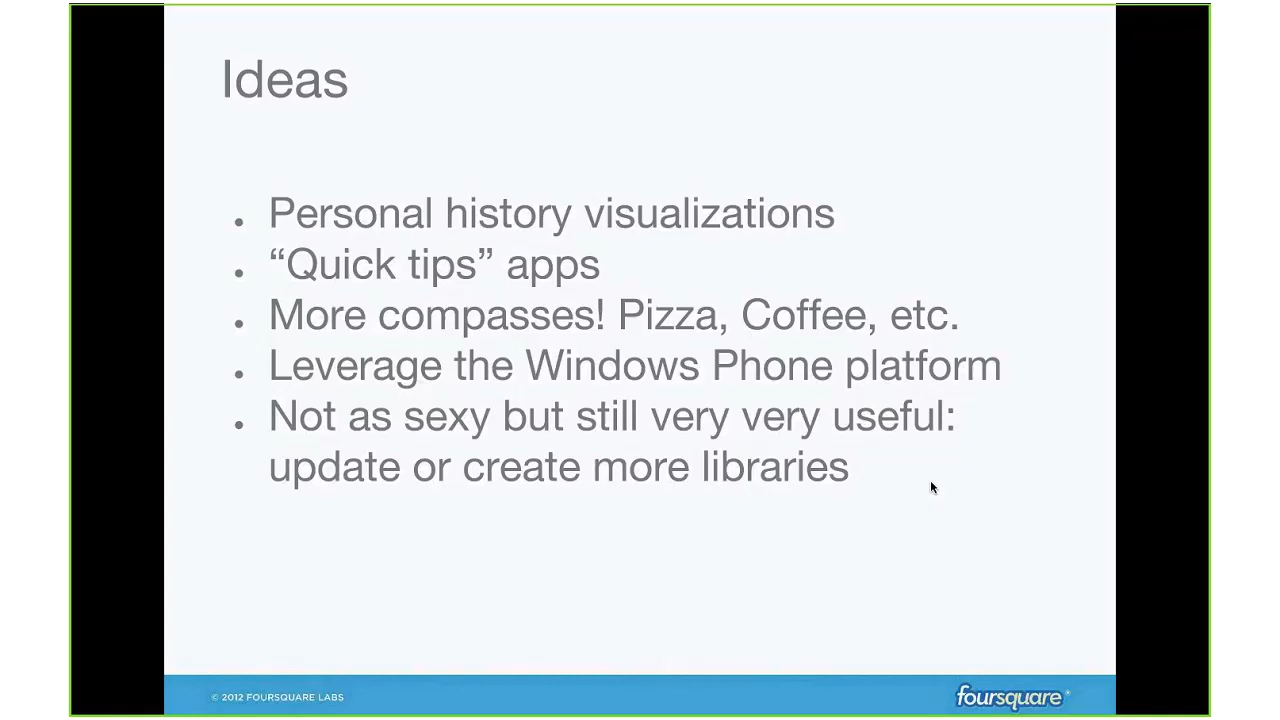 Ideas
Personal history visualizations
“Quick tips” apps
More compasses! Pizza, Coffee, etc.
Leverage the Windows Phone platform
Not as sexy but still very very useful:
update or create more libraries
© 2012 FOURSQUARE LABS
foursquare®